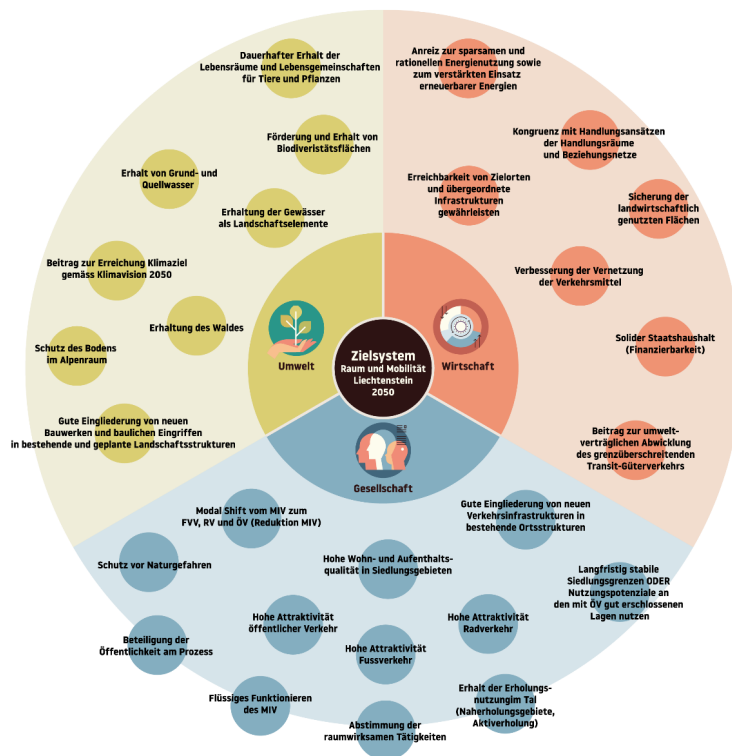 Dauerhafter Erhalt der
Lebensräume und Lebensgemeinschaften
für Tiere und Pflanzen
Förderung und Erhalt von
Biodiveristätsflächen
Erhalt von Grund- und
Quellwasser
Erhaltung der Gewässer
als Landschaftselemente
Beitrag zur Erreichung Klimaziel
gemäss Klimavision 2050
Erhaltung des Waldes
Schutz des Bodens
im Alpenraum
Gute Eingliederung von neuen
Bauwerken und baulichen Eingriffen
in bestehende und geplante Landschaftsstrukturen
Anreiz zur sparsamen und
rationellen Energienutzung sowie
zum verstärkten Einsatz
erneuerbarer Energien
Kongruenz mit Handlungsansätzen
der Handlungsräume
und Beziehungsnetze
Erreichbarkeit von Zielorten
und übergeordnete
Infrastrukturen
gewährleisten
Sicherung der
landwirtschaftlich
genutzten Flächen
Verbesserung der Vernetzung
der Verkehrsmittel
Solider Staatshaushalt
(Finanzierbarkeit)
Beitrag zur umwelt-
verträglichen Abwicklung
des grenzüberschreitenden
Transit-Güterverkehrs
Umwelt
Zielsystem
Raum und Mobilität
Liechtenstein
2050
Wirtschaft
Gesellschaft
Modal Shift vom MIV zum
FVV, RV und ÖV (Reduktion MIV)
Gute Eingliederung von neuen
Verkehrsinfrastrukturen in
bestehende Ortsstrukturen
Schutz vor Naturgefahren
Hohe Wohn- und Aufenthalts-
qualität in Siedlungsgebieten
Langfristig stabile
Siedlungsgrenzen ODER
Nutzungspotenziale an
den mit ÖV gut erschlossenen
Lagen nutzen
Beteiligung der
Öffentlichkeit am Prozess
Hohe Attraktivität
öffentlicher Verkehr
Hohe Attraktivität
Fussverkehr
Hohe Attraktivität
Radverkehr
Flüssiges Funktionieren
des MIV
Abstimmung der
raumwirksamen Tätigkeiten
Erhalt der Erholungs-
nutzungim Tal
(Naherholungsgebiete,
Aktiverholung)